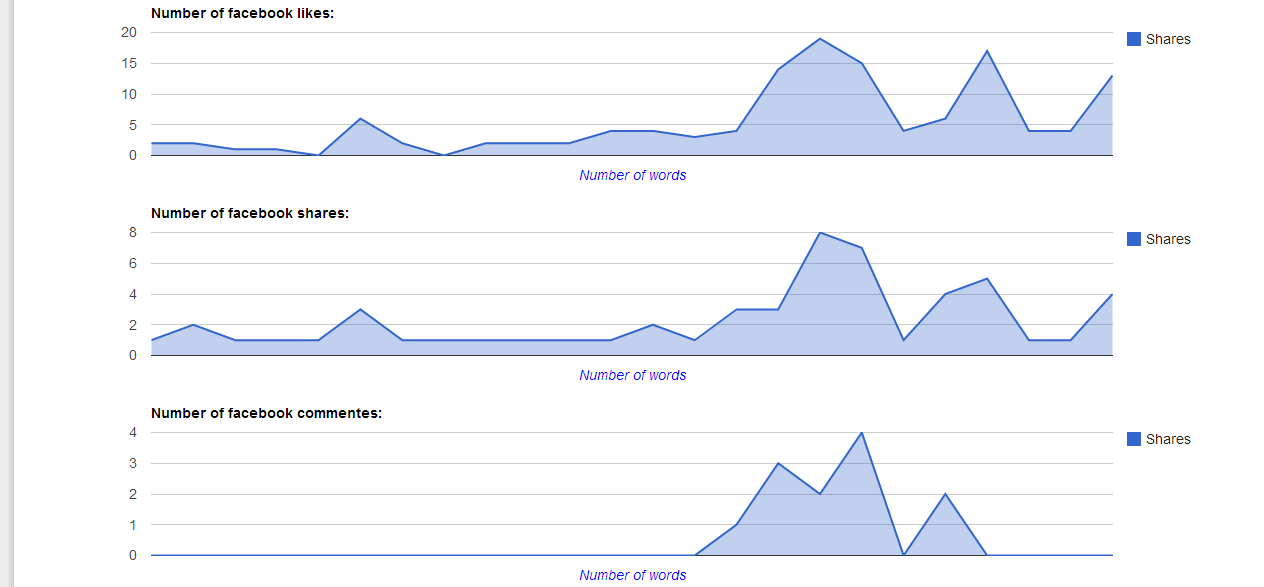 Number of facebook likes:
20
Shares
15
10
5
0
Number of words
Number of facebook shares:
8
Shares
6
4
2
0
Number of words
Number of facebook commentes:
4
Shares
3
2
1
0
Number of words